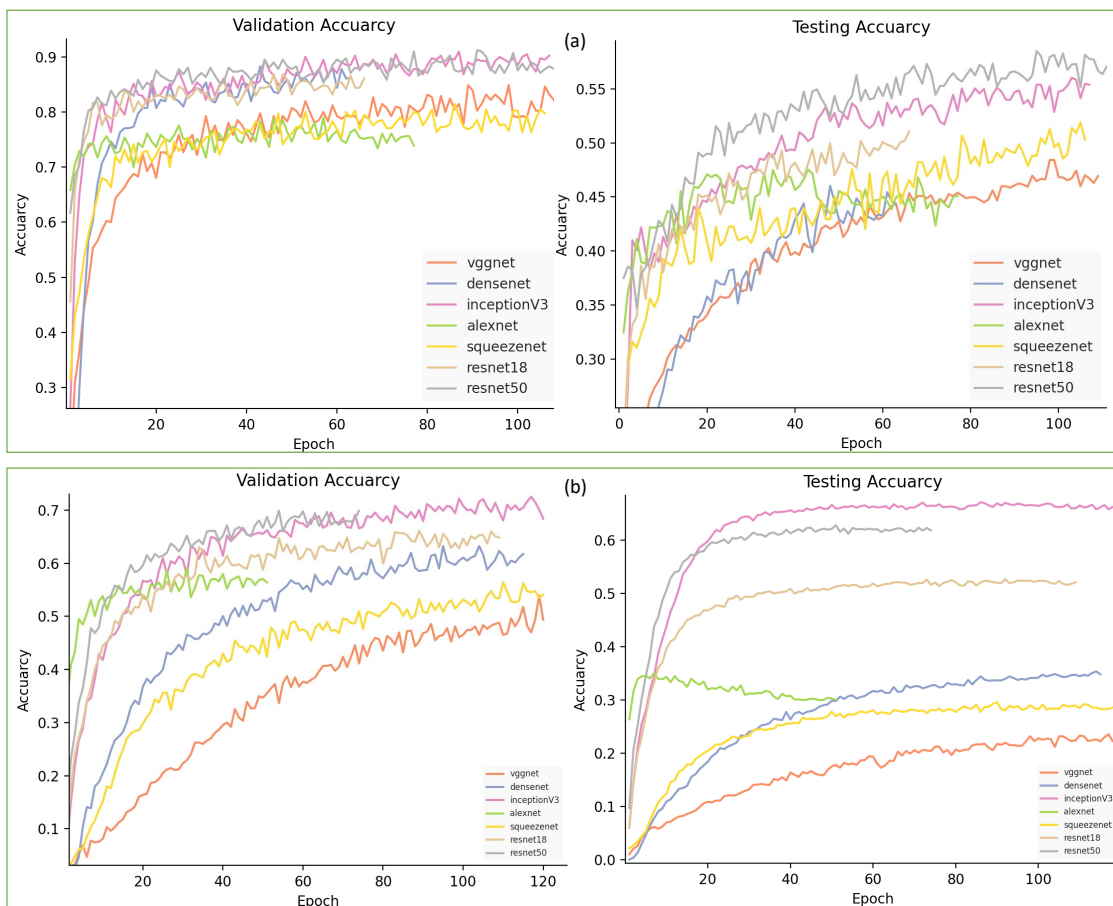 Validation Accuarcy
(a)
Testing Accuarcy
0.9
0.8
0.7
0.6
0.5
0.4
0.3
Accuarcy
20
40
60
80
100
Epoch
vggnet
densenet
inceptionV3
alexnet
squeezenet
resnet18
resnet50
0.55
0.50
0.45
0.40
0.35
0.30
Accuarcy
0
20
40
60
80
100
Epoch
vggnet
densenet
inceptionV3
alexnet
squeezenet
resnet18
resnet50
Validation Accuarcy
(b)
Testing Accuarcy
0.7
0.6
0.5
0.4
0.3
0.2
0.1
Accuarcy
20
40
60
80
100
120
Epoch
vggnet
densenet
inceptionV3
alexnet
squeezenet
resnet18
resnet50
0.6
0.5
0.4
0.3
0.2
0.1
0.0
Accuarcy
20
40
60
80
100
Epoch
vggnet
densenet
inceptionV3
alexnet
squeezenet
resnet18
resnet50